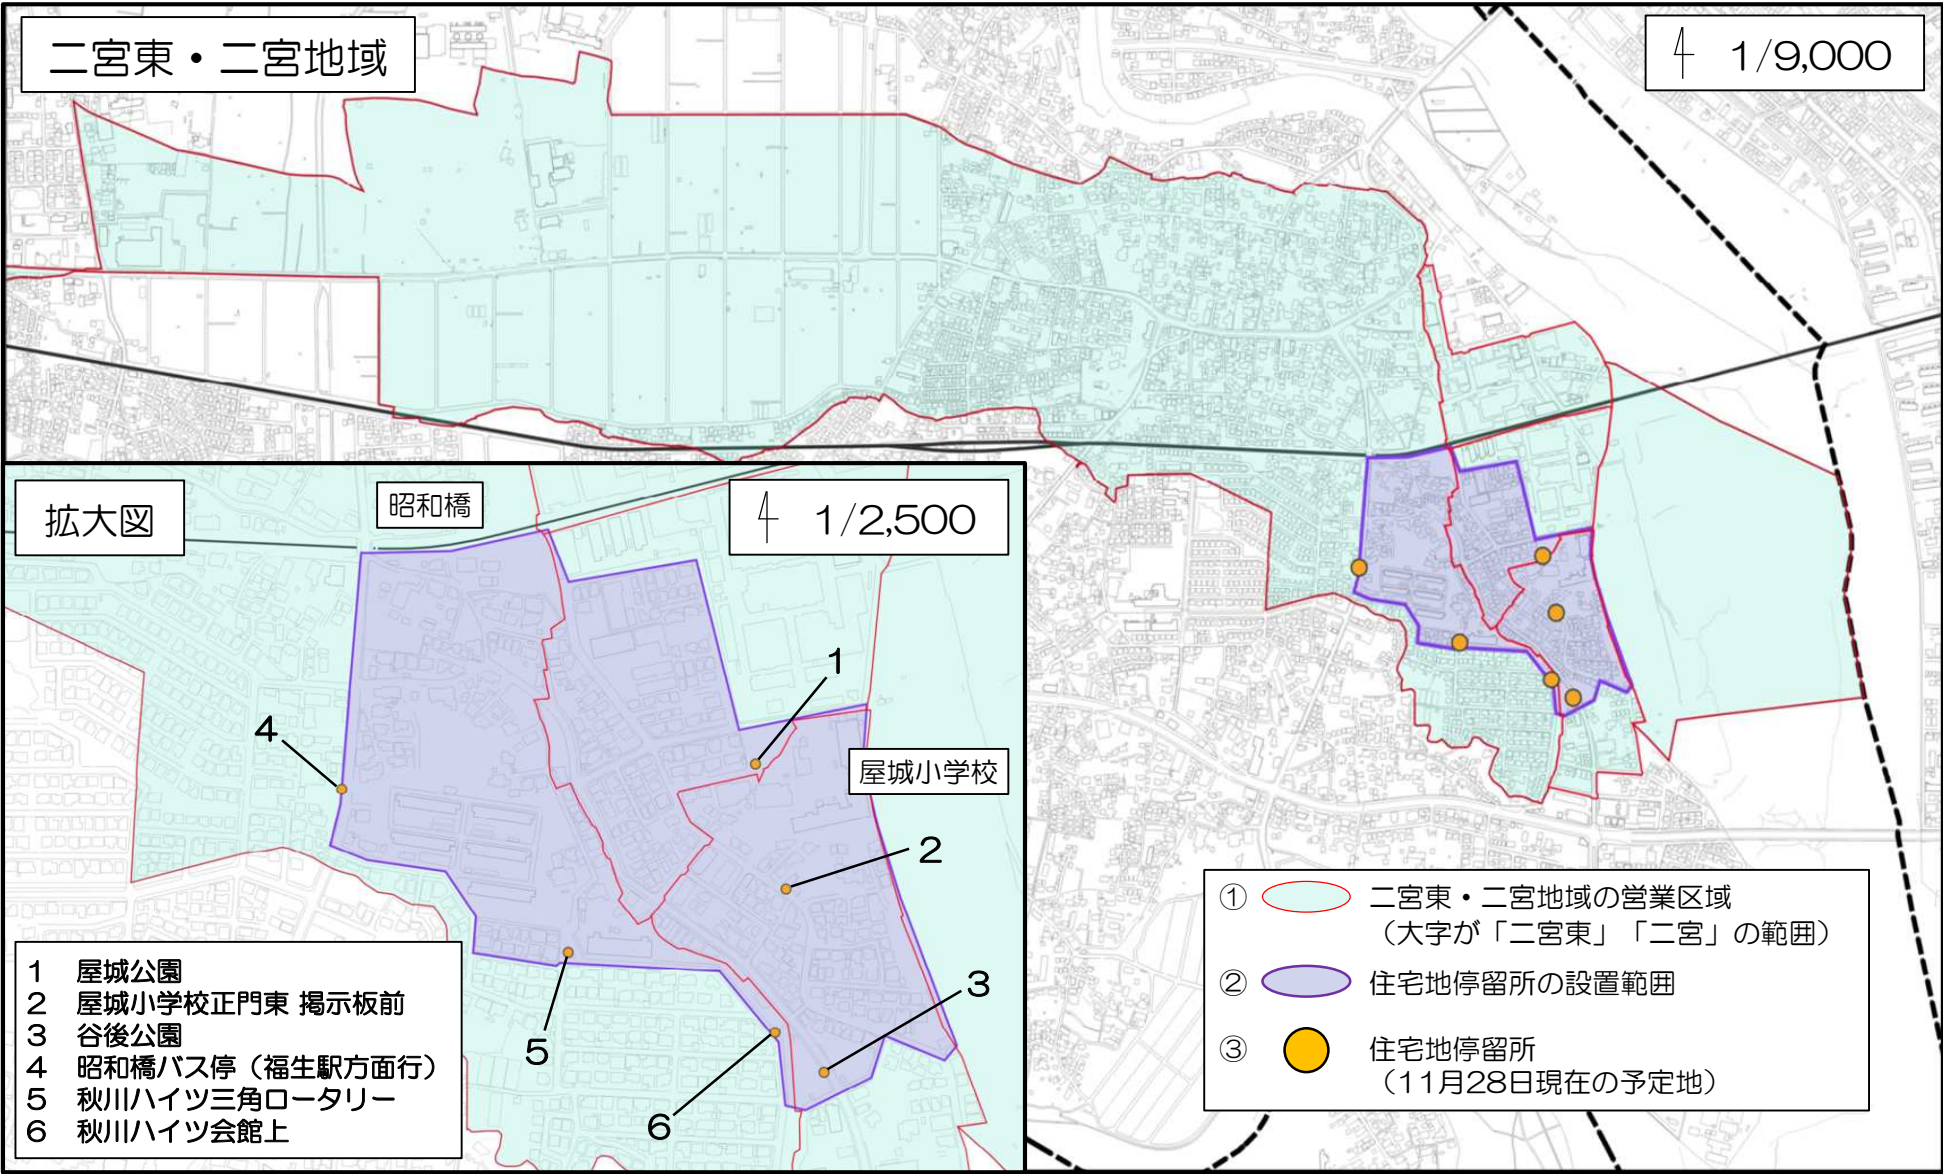 二宮東・二宮地域
1/9,000
拡大図
昭和橋
1/2,500
1
4
屋城小学校
2
3
5
6
1 屋城公園
2 屋城小学校正門東 掲示板前
3 谷後公園
4 昭和橋バス停（福生駅方面行）
5 秋川ハイツ三角ロータリー
6 秋川ハイツ会館上
① 二宮東・二宮地域の営業区域
（大字が「二宮東」「二宮」の範囲）
② 住宅地停留所の設置範囲
③ 住宅地停留所
（11月28日現在の予定地）